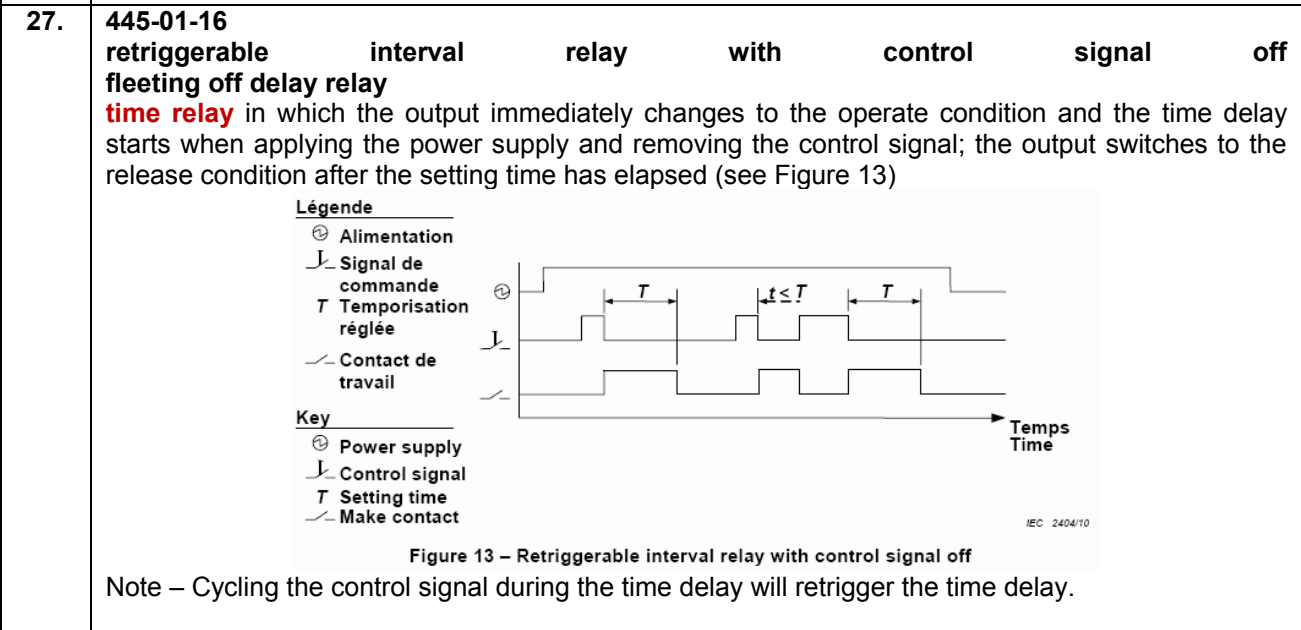 27.
445-01-16
retriggerable interval relay with control signal off
fleeting off delay relay
time relay in which the output immediately changes to the operate condition and the time delay
starts when applying the power supply and removing the control signal; the output switches to the
release condition after the setting time has elapsed (see Figure 13)
Légende
Alimentation
Signal de
commande
T Temporisation
réglée
Contact de
travail
Key
Power supply
Control signal
T Setting time
Make contact
T
t ≤ T
T
Temps
Time
IEC 2404/10
Figure 13 – Retriggerable interval relay with control signal off
Note – Cycling the control signal during the time delay will retrigger the time delay.